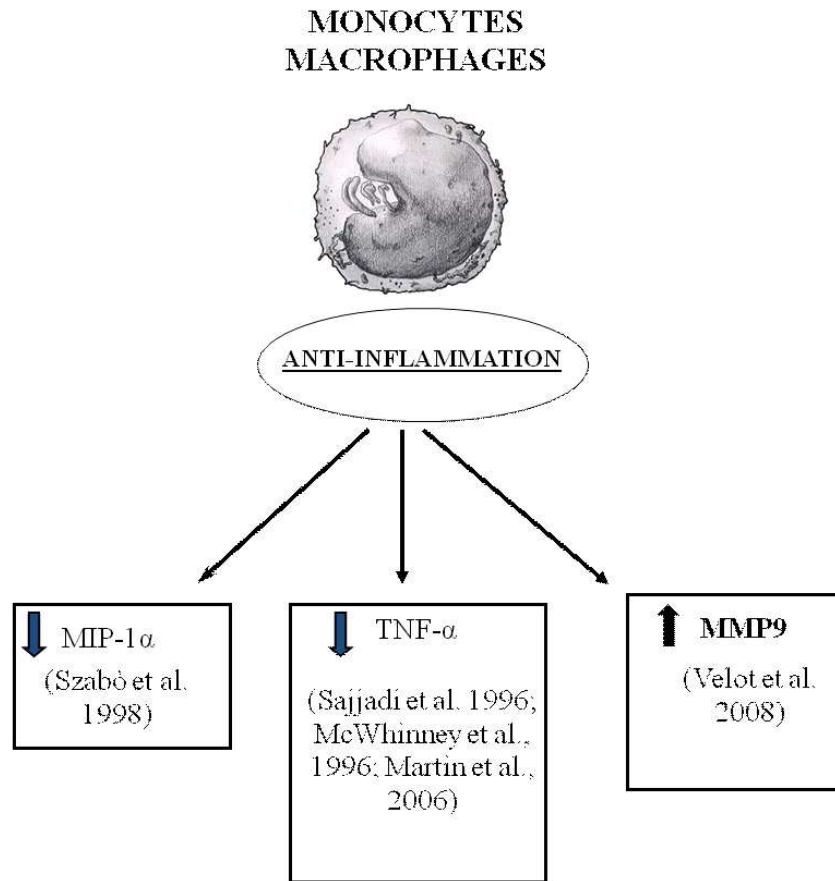 MONOCYTES
MACROPHAGES
ANTI-INFLAMMATION
MIP-1α
(Szabò et al.
1998)
TNF-α
(Sajjadi et al. 1996;
McWhinney et al.,
1996; Martin et al.,
2006)
MMP9
(Velot et al.
2008)